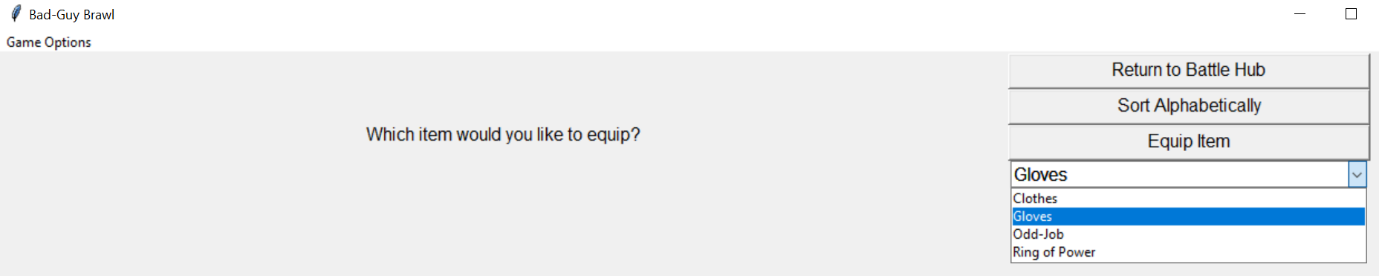 Bad-Guy Brawl
Game Options
Which item would you like to equip?
Return to Battle Hub
Sort Alphabetically
Equip Item
Gloves
Clothes
Gloves
Odd-Job
Ring of Power